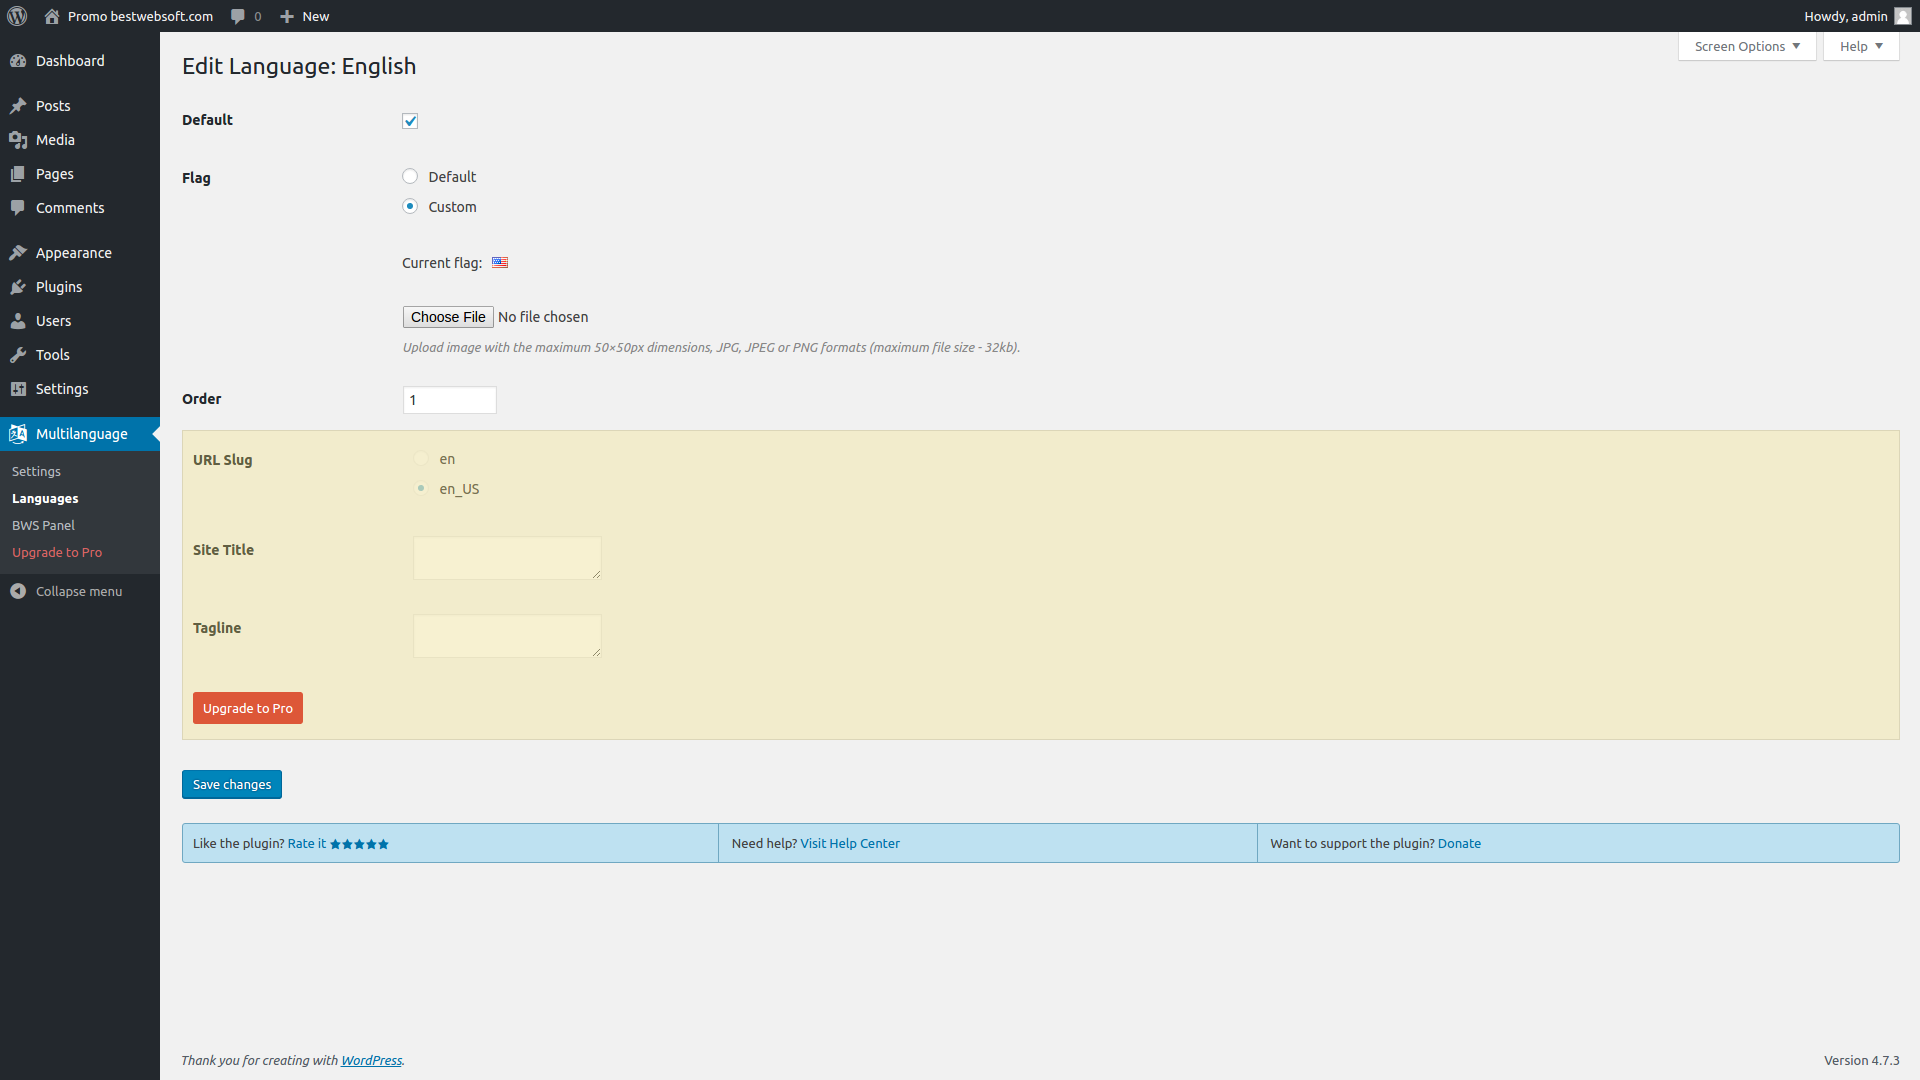 Promo bestwebsoft.com 0 New Howdy, admin
Screen Options Help
Dashboard
Posts
Media
Pages
Comments
Appearance
Plugins
Users
Tools
Settings
Multilanguage
Settings
Languages
BWS Panel
Upgrade to Pro
Collapse menu
Edit Language: English
Default
Flag
Default
Custom
Current flag:
Choose File No file chosen
Upload image with the maximum 50×50px dimensions, JPG, JPEG or PNG formats (maximum file size - 32kb).
Order 1
URL Slug en
en_US
Site Title
Tagline
Upgrade to Pro
Save changes
Like the plugin? Rate it
Need help? Visit Help Center
Want to support the plugin? Donate
Thank you for creating with WordPress.
Version 4.7.3